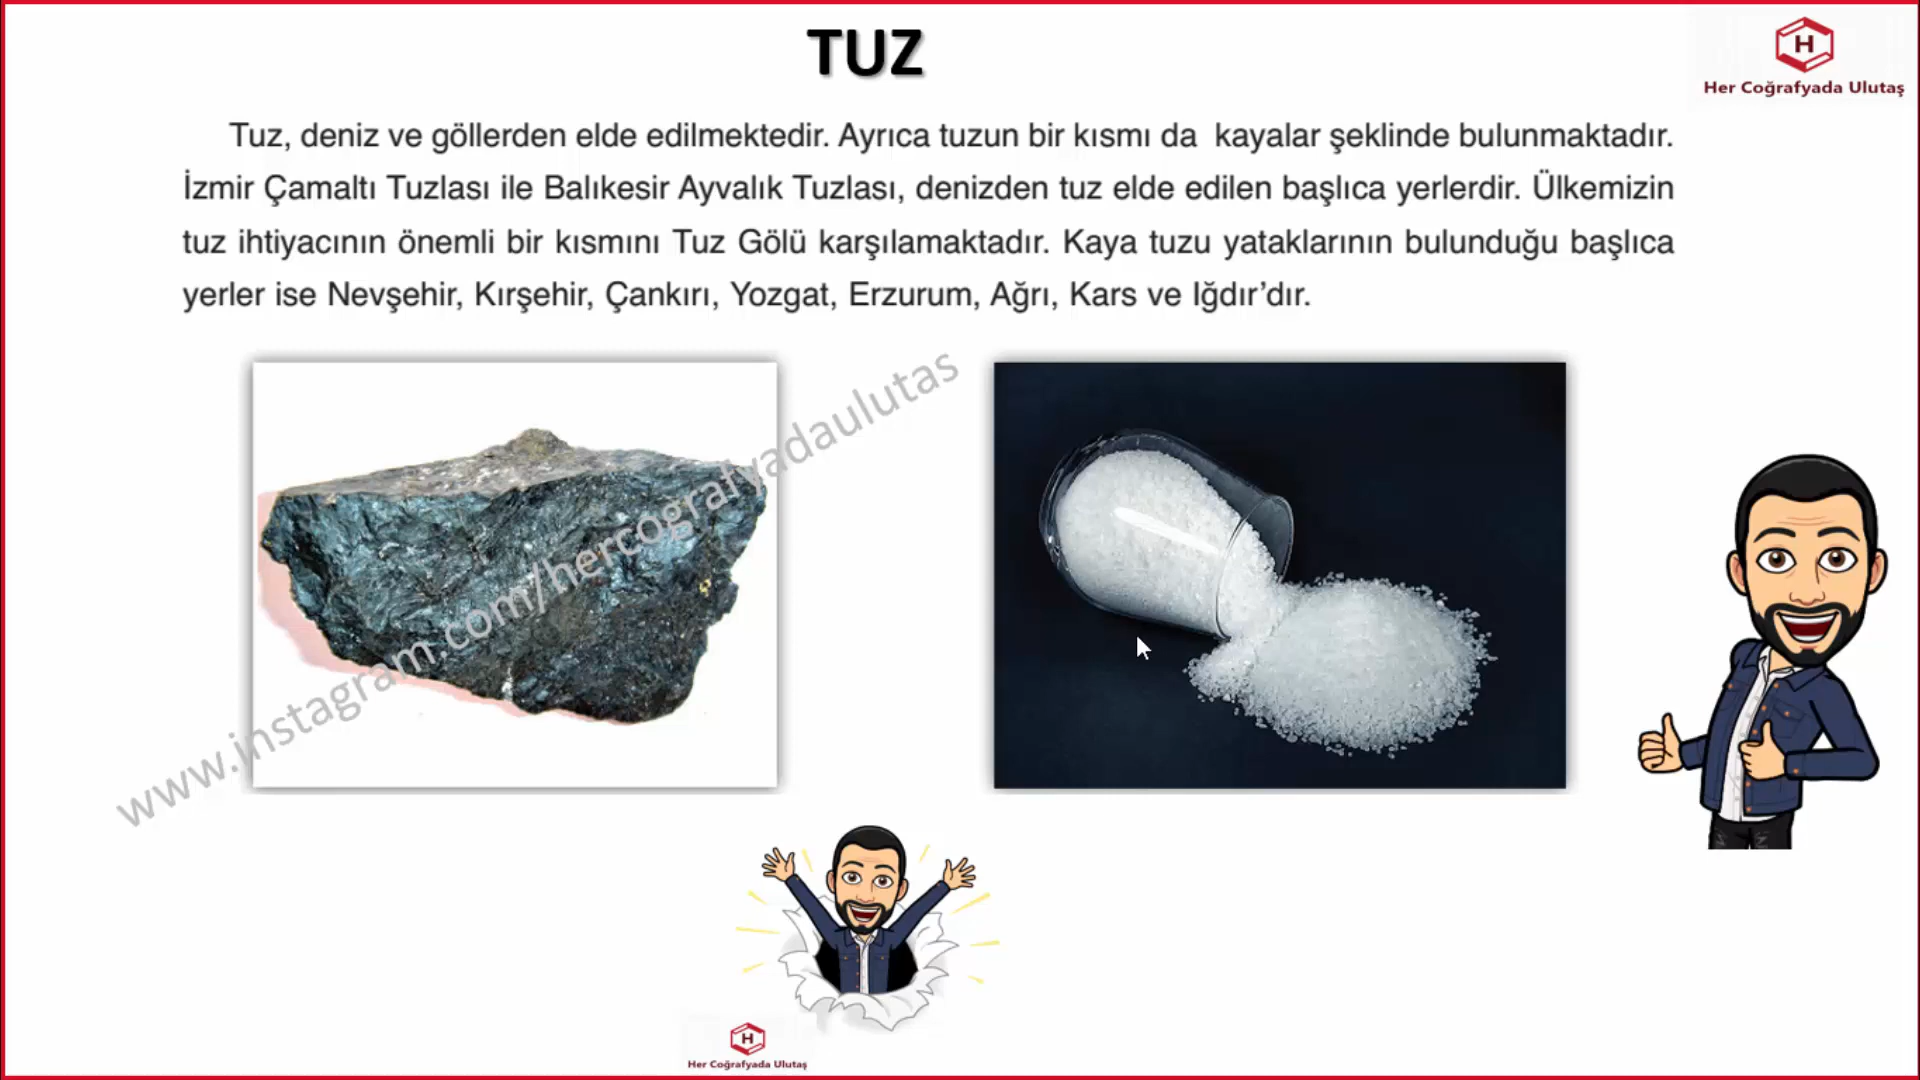 TUZ
H
Her Coğrafyada Ulutaş
Tuz, deniz ve göllerden elde edilmektedir. Ayrıca tuzun bir kısmı da kayalar şeklinde bulunmaktadır.
İzmir Çamaltı Tuzlası ile Balıkesir Ayvalık Tuzlası, denizden tuz elde edilen başlıca yerlerdir. Ülkemizin
tuz ihtiyacının önemli bir kısmını Tuz Gölü karşılamaktadır. Kaya tuzu yataklarının bulunduğu başlıca
yerler ise Nevşehir, Kırşehir, Çankırı, Yozgat, Erzurum, Ağrı, Kars ve Iğdır’dır.
www.instagram.com/hercografyadaulutas
H
Her Coğrafyada Ulutaş